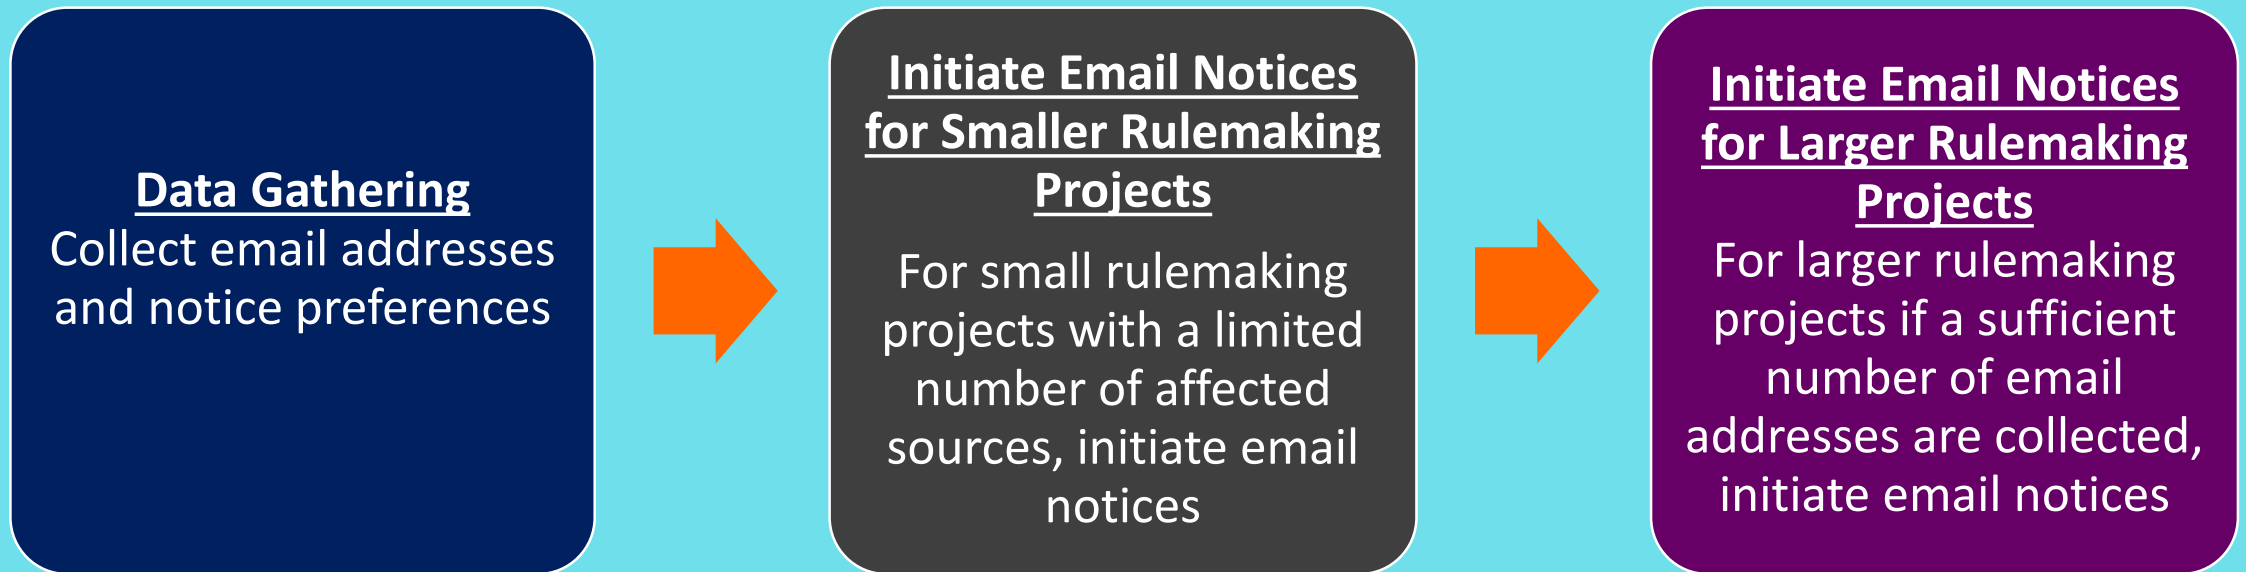 Data Gathering
Collect email addresses
and notice preferences
Initiate Email Notices
for Smaller Rulemaking
Projects
For small rulemaking
projects with a limited
number of affected
sources, initiate email
notices
Initiate Email Notices
for Larger Rulemaking
Projects
For larger rulemaking
projects if a sufficient
number of email
addresses are collected,
initiate email notices